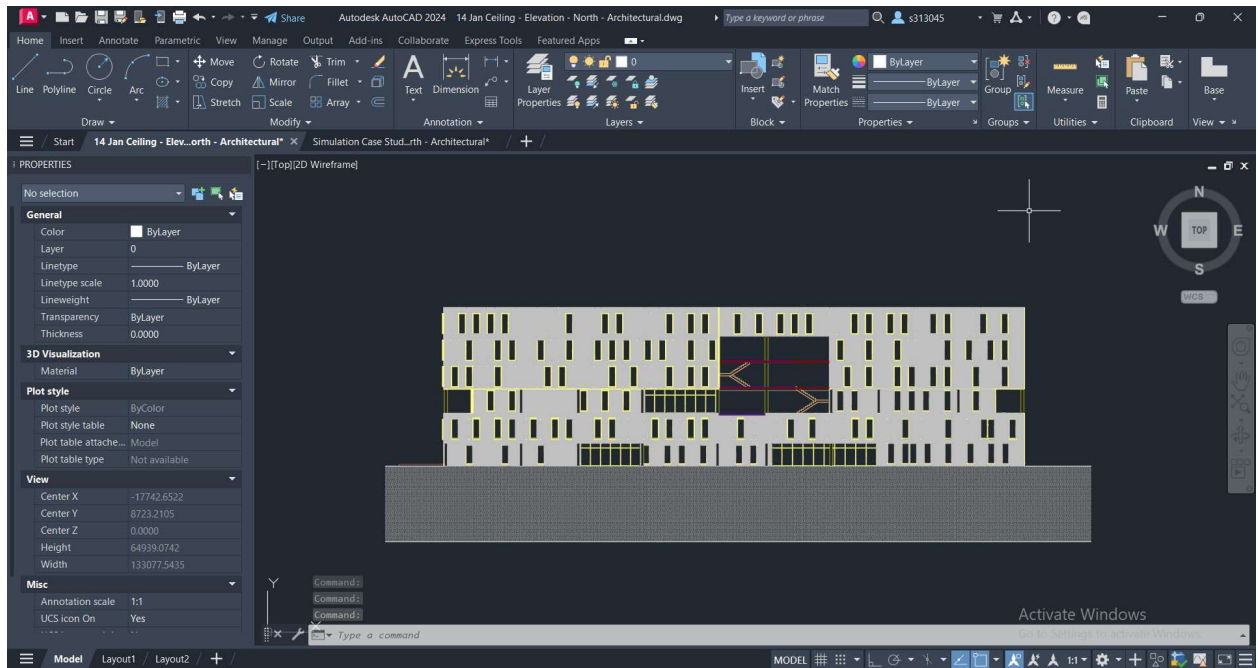 A Share Autodesk AutoCAD 2024 14 Jan Ceiling - Elevation - North - Architectural.dwg Type a keyword or phrase s313045
Home Insert Annotate Parametric View Manage Output Add-ins Collaborate Express Tools Featured Apps
Line Polyline Circle Arc Move Rotate Trim Text Dimension Layer Properties 0 Insert Match Properties ByLayer Group Measure Paste Base
Copy Mirror Fillet ByLayer
Stretch Scale Array ByLayer
Draw Modify Annotation Layers Block Properties Groups Utilities Clipboard View
Start 14 Jan Ceiling - Elev...orth - Architectural* Simulation Case Stud...rth - Architectural*
PROPERTIES [−][Top][2D Wireframe]
No selection
General
Color ByLayer
Layer 0
Linetype ByLayer
Linetype scale 1.0000
Lineweight ByLayer
Transparency ByLayer
Thickness 0.0000
3D Visualization
Material ByLayer
Plot style
Plot style ByColor
Plot style table None
Plot table attache... Model
Plot table type Not available
View
Center X -17742.6522
Center Y 8723.2105
Center Z 0.0000
Height 64939.0742
Width 133077.5435
Misc
Annotation scale 1:1
UCS icon On Yes
N
W TOP E
S
WCS
Y
X
Command:
Command:
Command:
Type a command
Activate Windows
Go to Settings to activate Windows.
Model Layout1 Layout2 MODEL 1:1